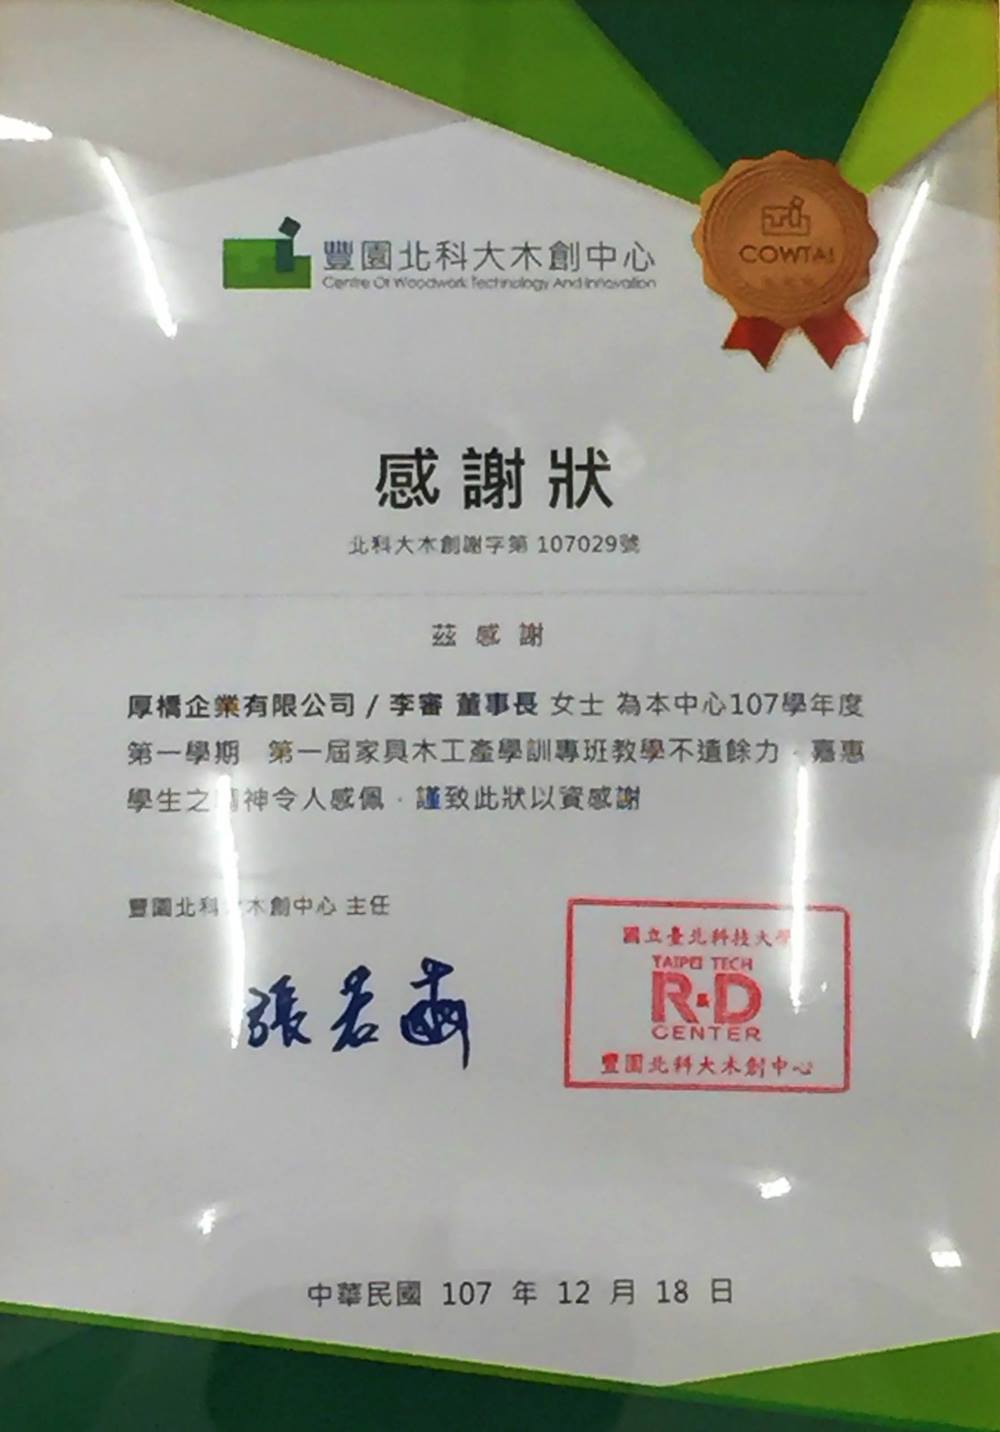 豐園北科大木創中心
Centre Of Woodwork Technology And Innovation
COWTAI
感謝狀
北科大木創謝字第 107029號
茲感謝
厚橋企業有限公司 / 李審 董事長 女士 為本中心107學年度
第一學期 第一屆家具木工產學訓專班教學不遺餘力，嘉惠
學生之精神令人感佩，謹致此狀以資感謝
豐園北科大木創中心 主任
張若
國立臺北科技大學
TAIPEI TECH
R&D
CENTER
豐園北科大木創中心
中華民國 107 年 12 月 18 日